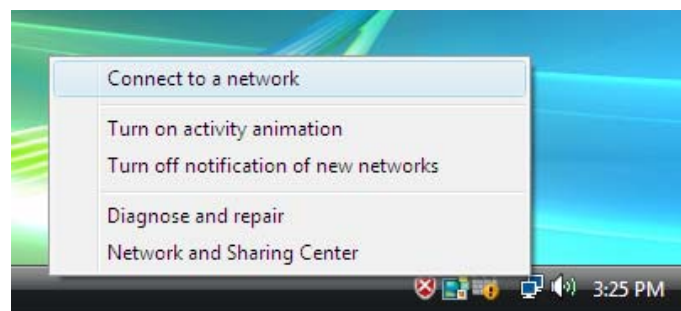 Connect to a network
Turn on activity animation
Turn off notification of new networks
Diagnose and repair
Network and Sharing Center
3:25 PM